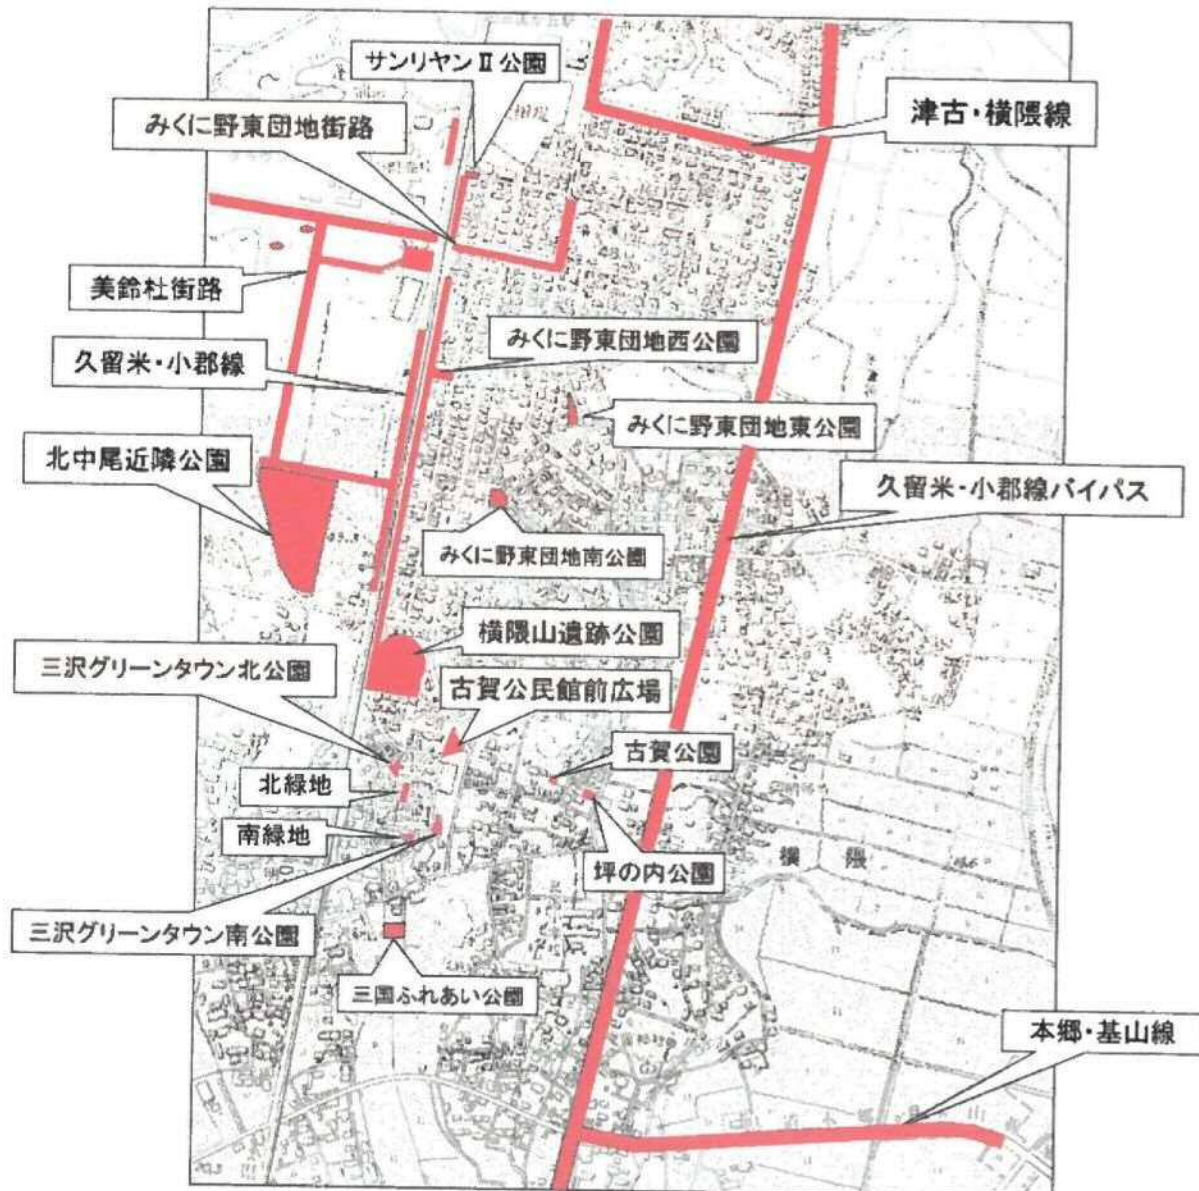 サンリヤンⅡ公園
みくに野東団地街路
津古・横隈線
美鈴杜街路
久留米・小郡線
みくに野東団地西公園
みくに野東団地東公園
北中尾近隣公園
久留米・小郡線バイパス
みくに野東団地南公園
横隈山遺跡公園
三沢グリーンタウン北公園
古賀公民館前広場
古賀公園
北緑地
南緑地
坪の内公園
横隈
三沢グリーンタウン南公園
三国ふれあい公園
本郷・基山線